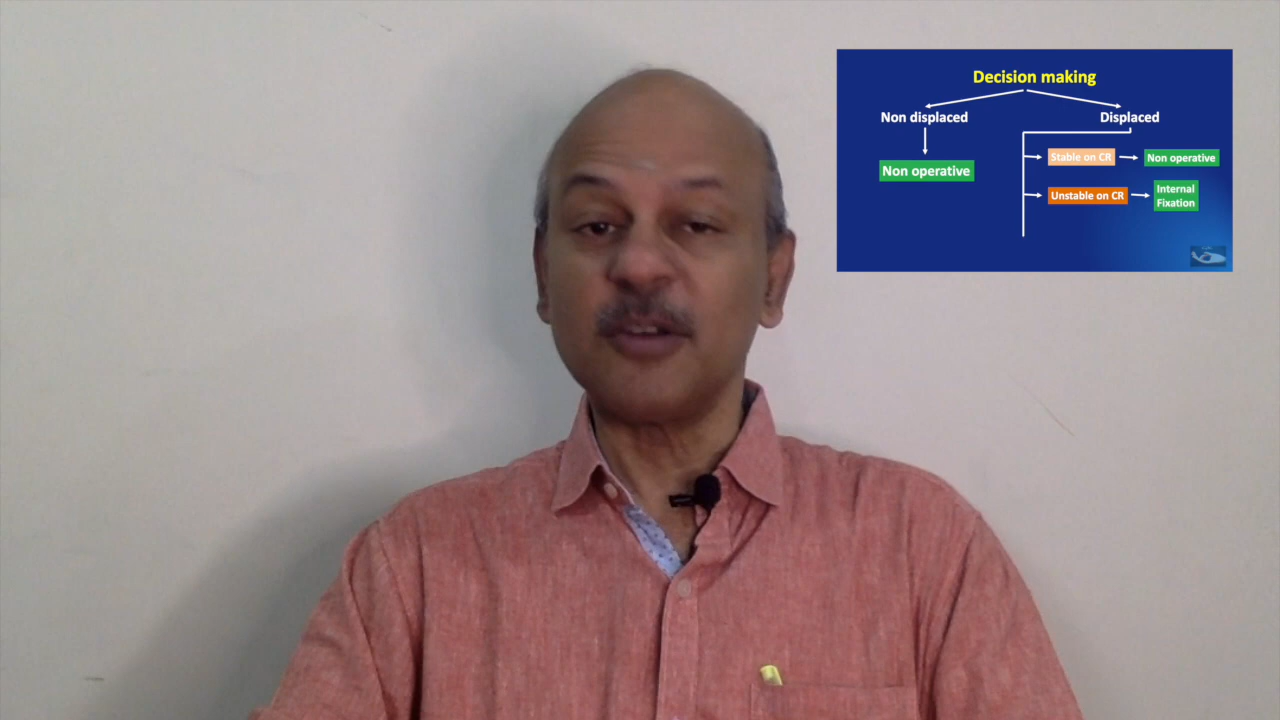 Decision making
Non displaced
Displaced
Non operative
Stable on CR
Non operative
Unstable on CR
Internal
Fixation